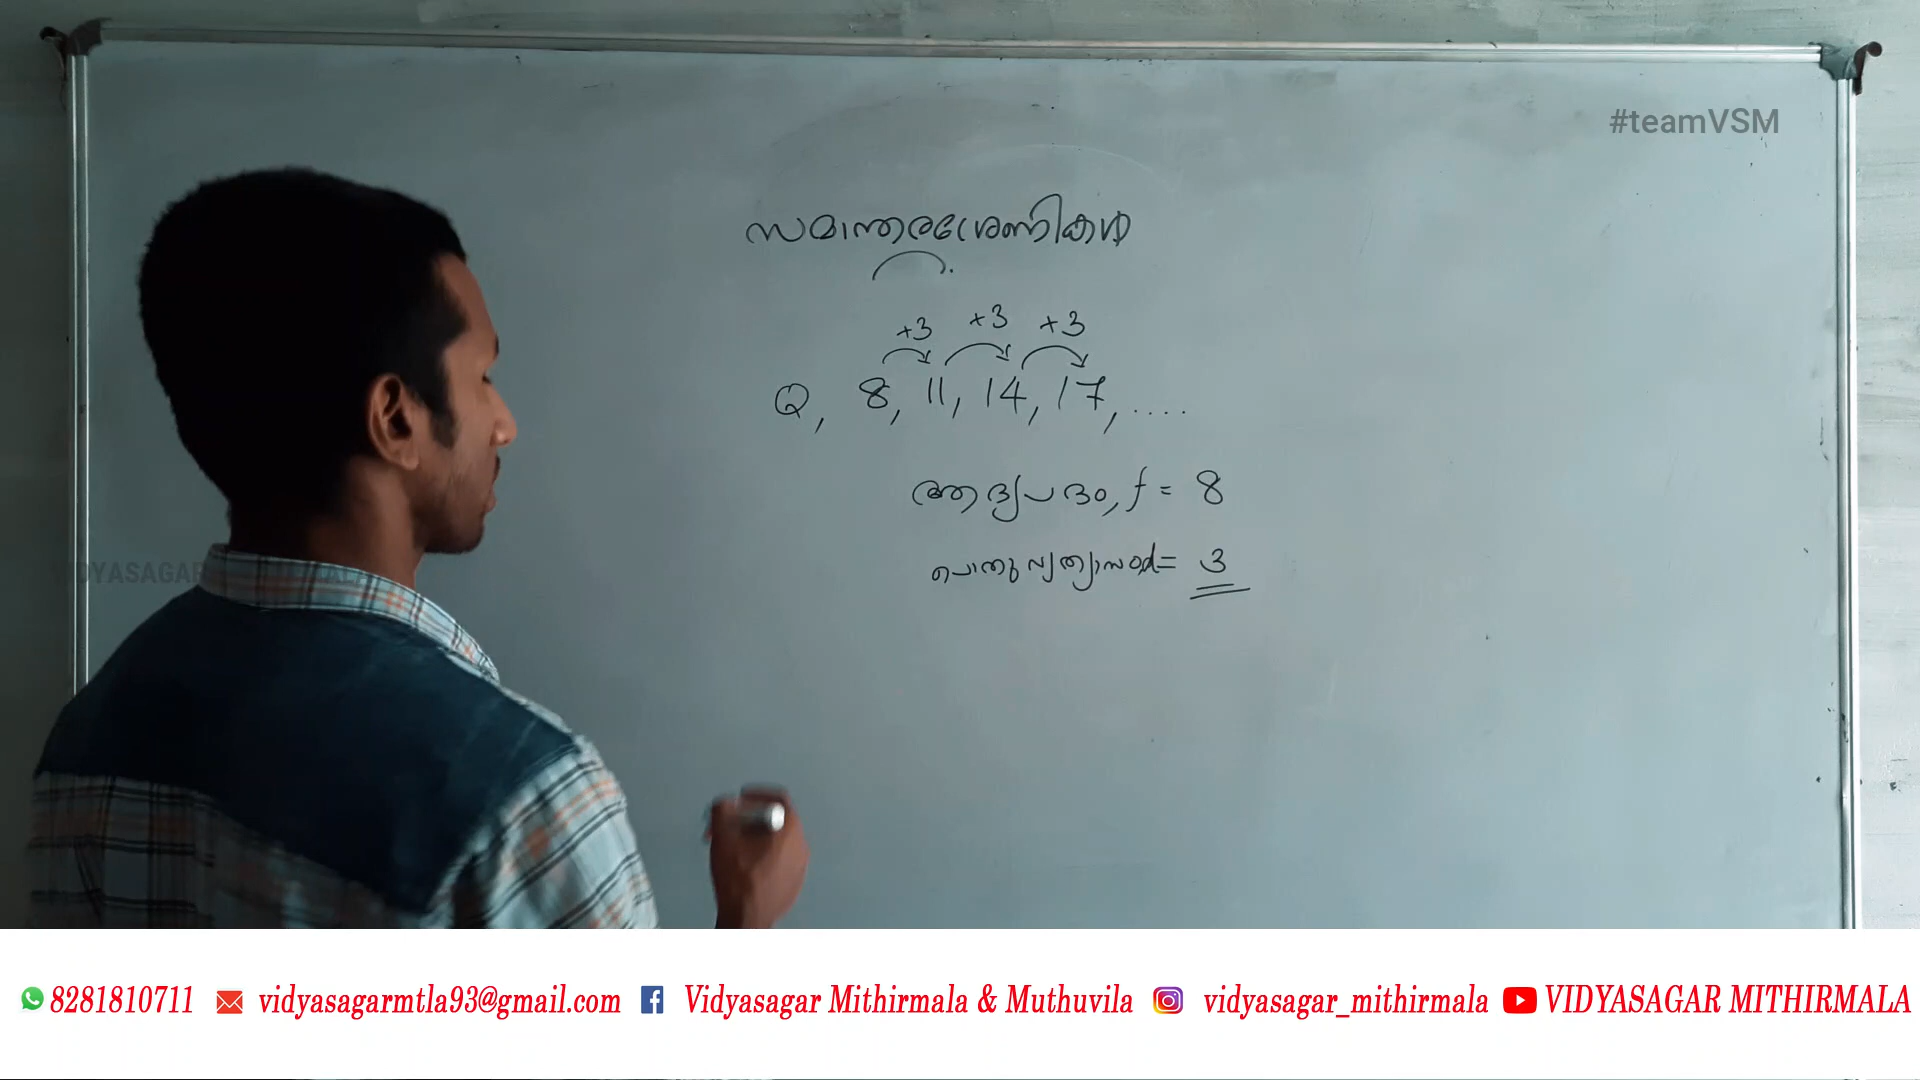 #teamVSM
സമാന്തരശ്രേണികൾ
+3 +3 +3
Q, 8, 11, 14, 17, ....
ആദ്യപദം, f = 8
പൊതുവ്യത്യാസം, d = 3
VIDYASAGAR
8281810711 vidyasagarmtla93@gmail.com Vidyasagar Mithirmala & Muthuvila vidyasagar_mithirmala VIDYASAGAR MITHIRMALA